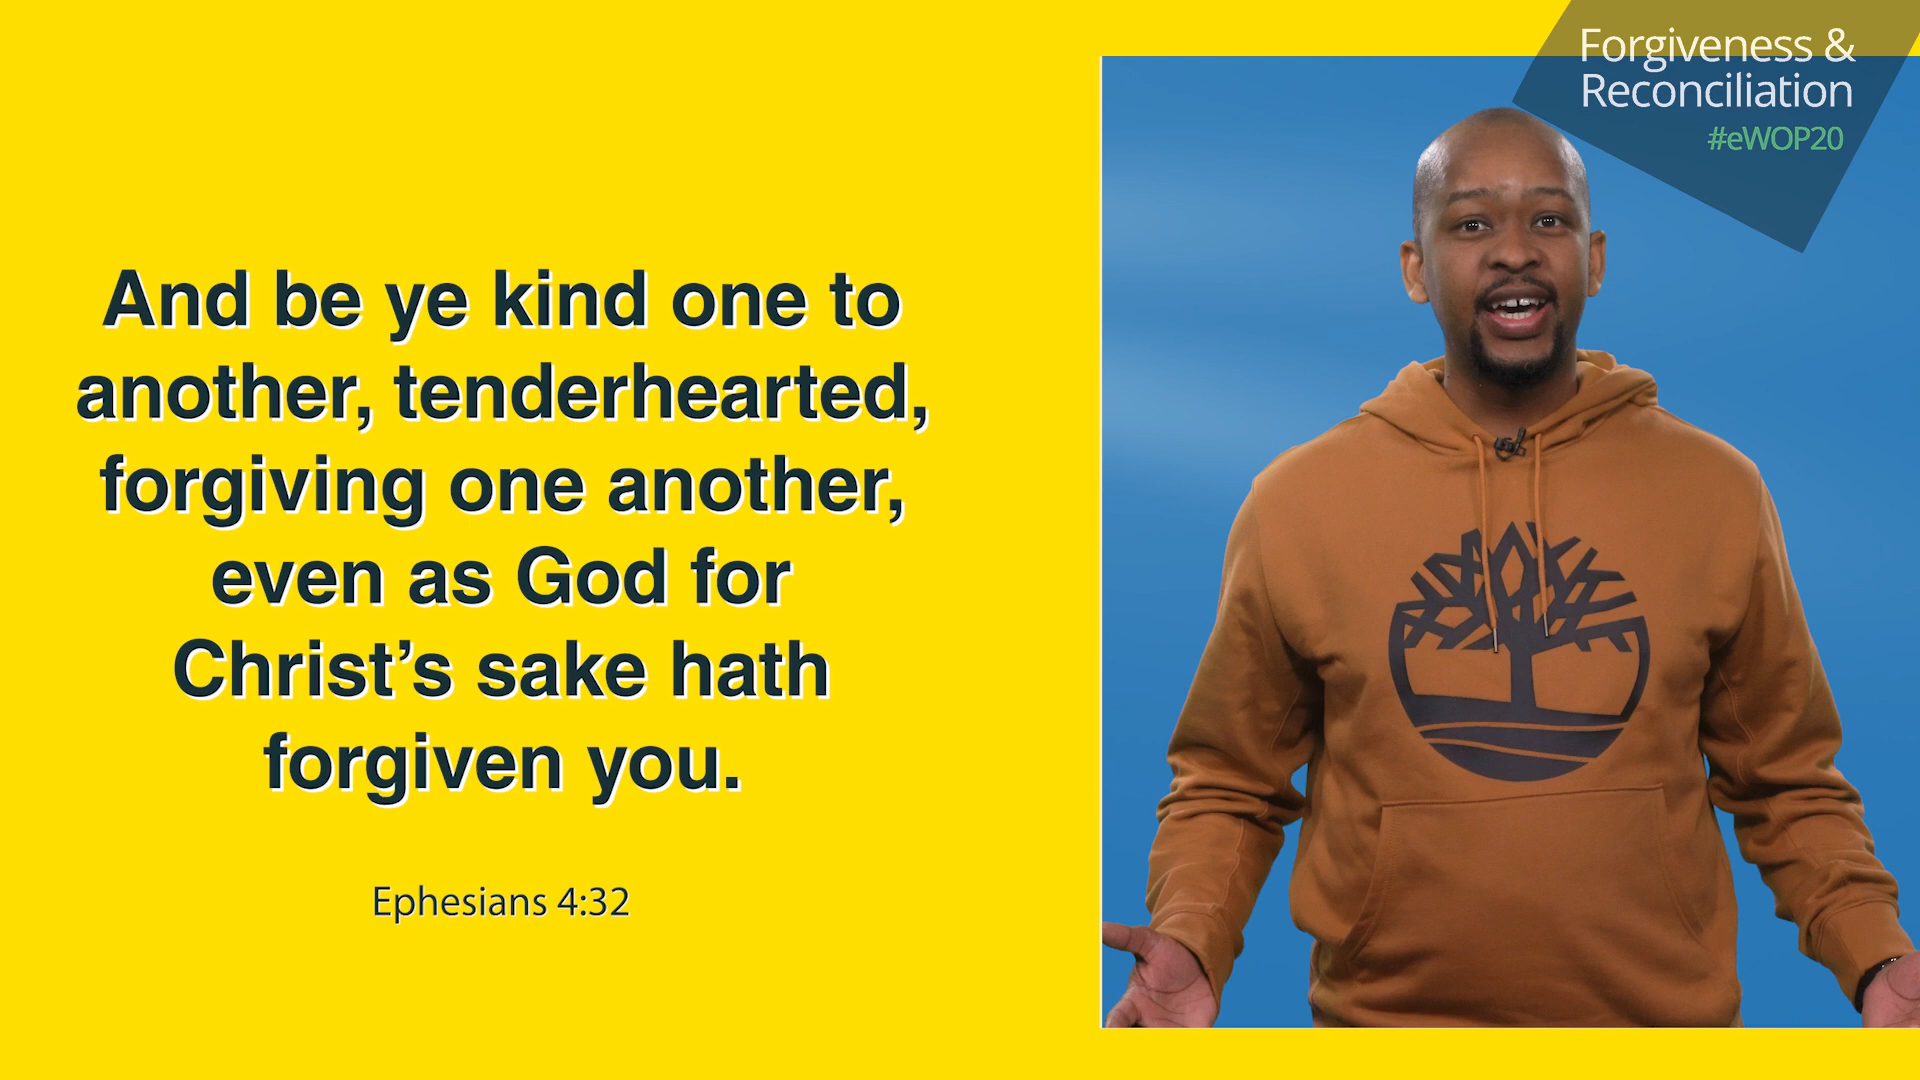 Forgiveness &
Reconciliation
#eWOP20
And be ye kind one to
another, tenderhearted,
forgiving one another,
even as God for
Christ’s sake hath
forgiven you.
Ephesians 4:32